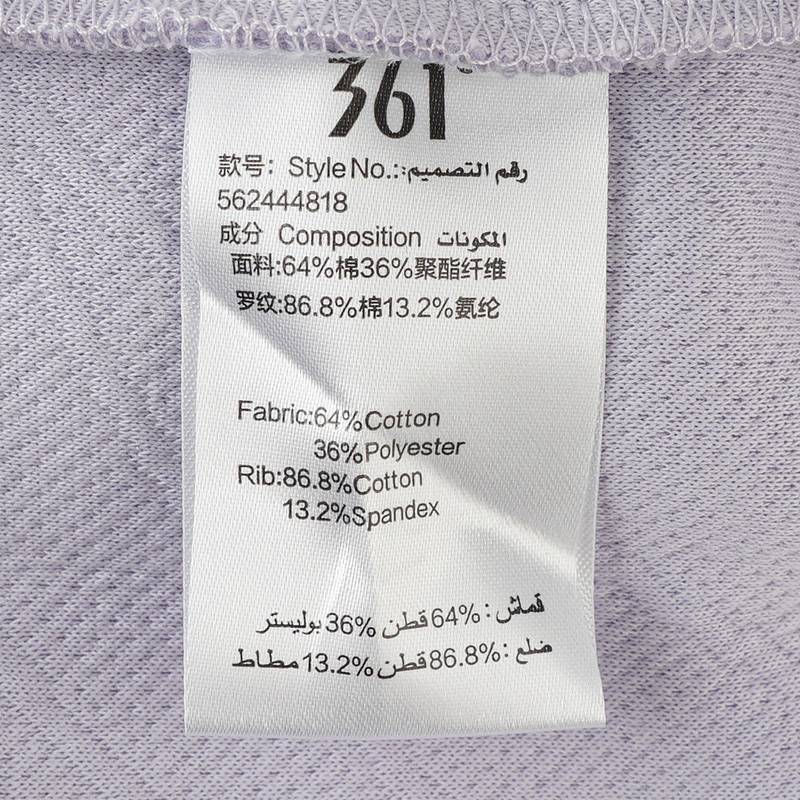 361°
款号: Style No.:: رقم التصميم:
562444818
成分 Composition المكونات
面料:64%棉36%聚酯纤维
罗纹:86.8%棉13.2%氨纶
Fabric:64%Cotton
36%Polyester
Rib:86.8%Cotton
13.2%Spandex
قماش: 64% قطن 36% بوليستر
ضلع: 86.8% قطن 13.2% مطاط